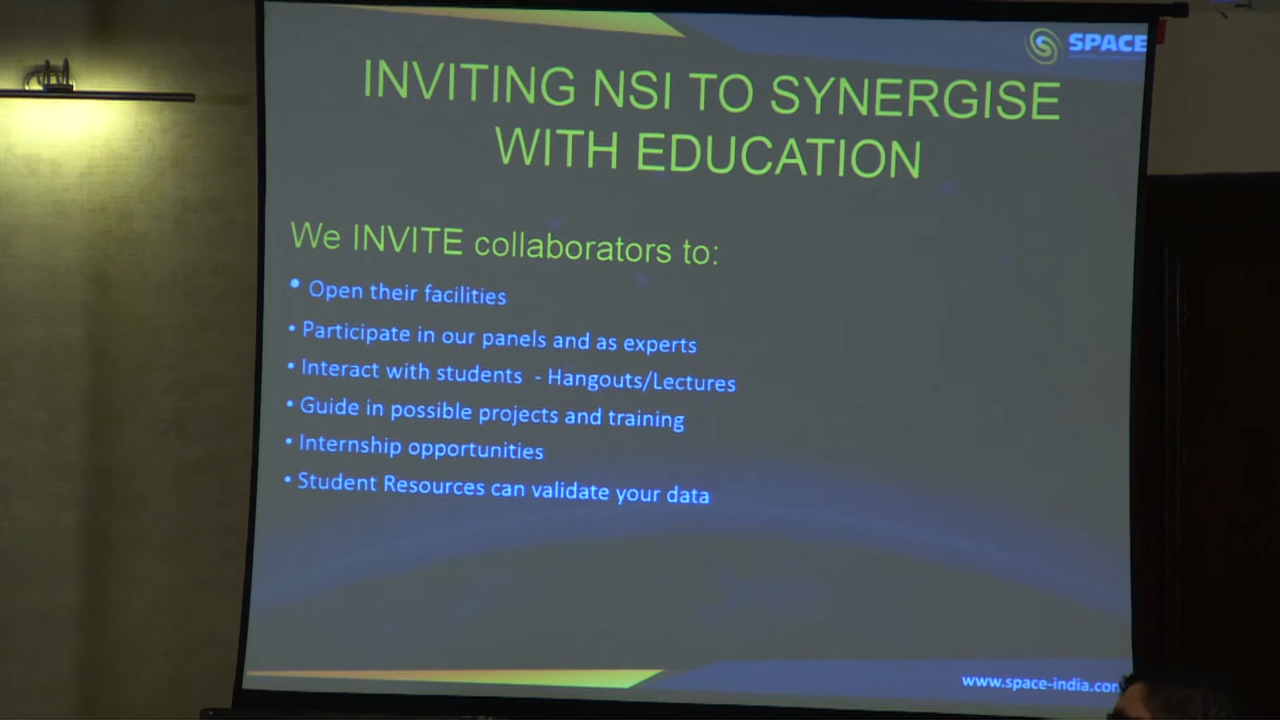 SPACE
INVITING NSI TO SYNERGISE
WITH EDUCATION
We INVITE collaborators to:
• Open their facilities
• Participate in our panels and as experts
• Interact with students - Hangouts/Lectures
• Guide in possible projects and training
• Internship opportunities
• Student Resources can validate your data
www.space-india.com